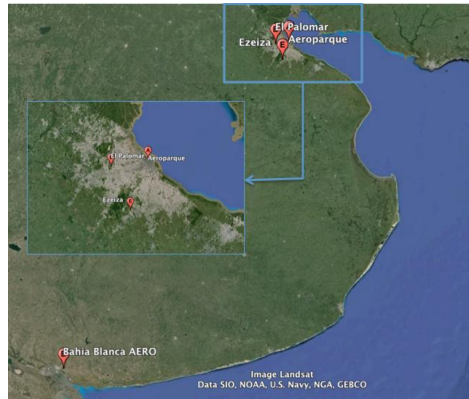 El Palomar
Ezeiza
Aeroparque
E
A
El Palomar
Aeroparque
Ezeiza
Bahia Blanca AERO
Image Landsat
Data SIO, NOAA, U.S. Navy, NGA, GEBCO